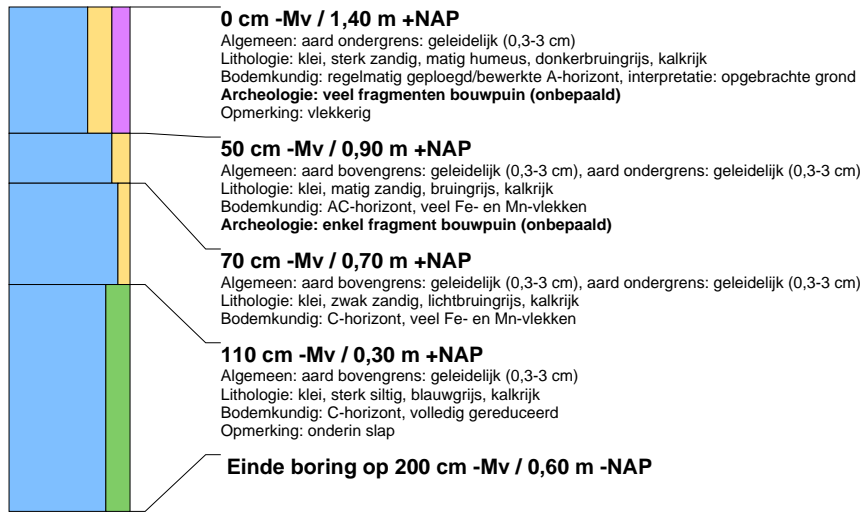 0 cm -Mv / 1,40 m +NAP
Algemeen: aard ondergrens: geleidelijk (0,3-3 cm)
Lithologie: klei, sterk zandig, matig humeus, donkerbruingrijs, kalkrijk
Bodemkundig: regelmatig geploegd/bewerkte A-horizont, interpretatie: opgebrachte grond
Archeologie: veel fragmenten bouwpuin (onbepaald)
Opmerking: vlekkerig
50 cm -Mv / 0,90 m +NAP
Algemeen: aard bovengrens: geleidelijk (0,3-3 cm), aard ondergrens: geleidelijk (0,3-3 cm)
Lithologie: klei, matig zandig, bruingrijs, kalkrijk
Bodemkundig: AC-horizont, veel Fe- en Mn-vlekken
Archeologie: enkel fragment bouwpuin (onbepaald)
70 cm -Mv / 0,70 m +NAP
Algemeen: aard bovengrens: geleidelijk (0,3-3 cm), aard ondergrens: geleidelijk (0,3-3 cm)
Lithologie: klei, zwak zandig, lichtbruingrijs, kalkrijk
Bodemkundig: C-horizont, veel Fe- en Mn-vlekken
110 cm -Mv / 0,30 m +NAP
Algemeen: aard bovengrens: geleidelijk (0,3-3 cm)
Lithologie: klei, sterk siltig, blauwgrijs, kalkrijk
Bodemkundig: C-horizont, volledig gereduceerd
Opmerking: onderin slap
Einde boring op 200 cm -Mv / 0,60 m -NAP